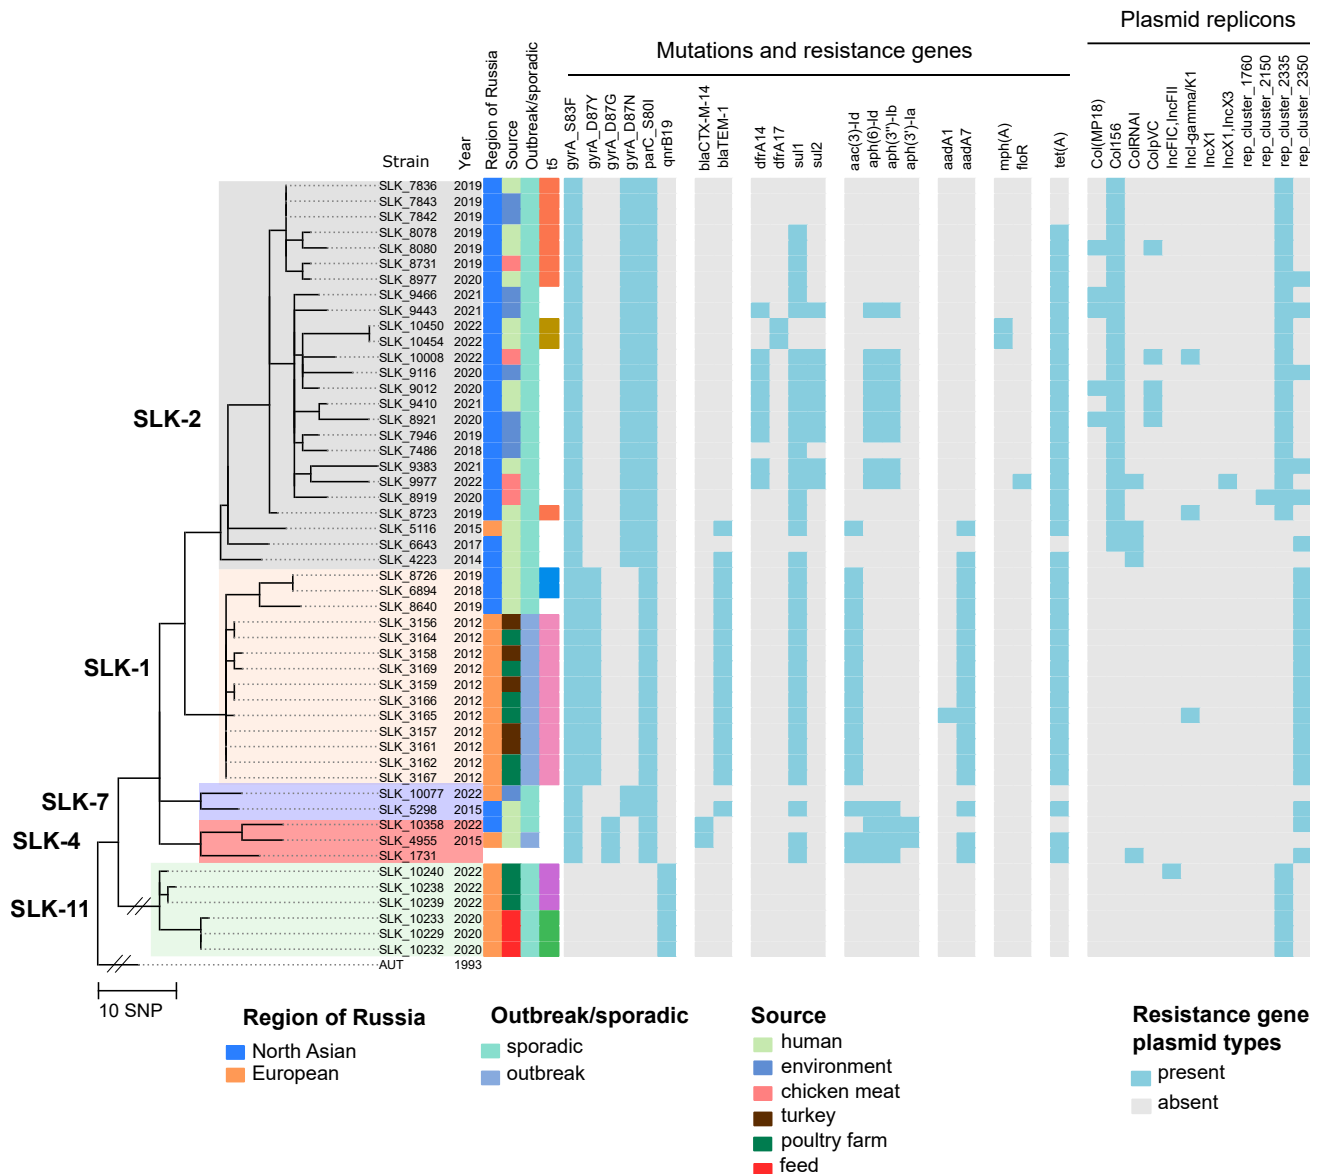 Plasmid replicons
Mutations and resistance genes
Strain
Year
Region of Russia
Source
Outbreak/sporadic
t5
gyrA_S83F
gyrA_D87Y
gyrA_D87G
gyrA_D87N
parC_S80I
qnrB19
blaCTX-M-14
blaTEM-1
dfrA14
dfrA17
sul1
sul2
aac(3)-Id
aph(6)-Id
aph(3'')-Ib
aph(3')-Ia
aadA1
aadA7
mph(A)
floR
tet(A)
Col(MP18)
Col156
ColRNAI
ColpVC
IncFIC,IncFII
IncI-gamma/K1
IncX1
IncX1,IncX3
rep_cluster_1760
rep_cluster_2150
rep_cluster_2335
rep_cluster_2350
SLK_7836 2019
SLK_7843 2019
SLK_7842 2019
SLK_8078 2019
SLK_8080 2019
SLK_8731 2019
SLK_8977 2020
SLK_9466 2021
SLK_9443 2021
SLK_10450 2022
SLK_10454 2022
SLK_10008 2022
SLK_9116 2020
SLK_9012 2020
SLK_9410 2021
SLK-2
SLK_8921 2020
SLK_7946 2019
SLK_7486 2018
SLK_9383 2021
SLK_9977 2022
SLK_8919 2020
SLK_8723 2019
SLK_5116 2015
SLK_6643 2017
SLK_4223 2014
SLK_8726 2019
SLK_6894 2018
SLK_8640 2019
SLK_3156 2012
SLK_3164 2012
SLK_3158 2012
SLK-1
SLK_3169 2012
SLK_3159 2012
SLK_3166 2012
SLK_3165 2012
SLK_3157 2012
SLK_3161 2012
SLK_3162 2012
SLK_3167 2012
SLK-7
SLK_10077 2022
SLK_5298 2015
SLK_10358 2022
SLK-4
SLK_4955 2015
SLK_1731
SLK_10240 2022
SLK_10238 2022
SLK_10239 2022
SLK-11
SLK_10233 2020
SLK_10229 2020
SLK_10232 2020
AUT 1993
10 SNP
Region of Russia
North Asian
European
Outbreak/sporadic
sporadic
outbreak
Source
human
environment
chicken meat
turkey
poultry farm
feed
Resistance gene
plasmid types
present
absent